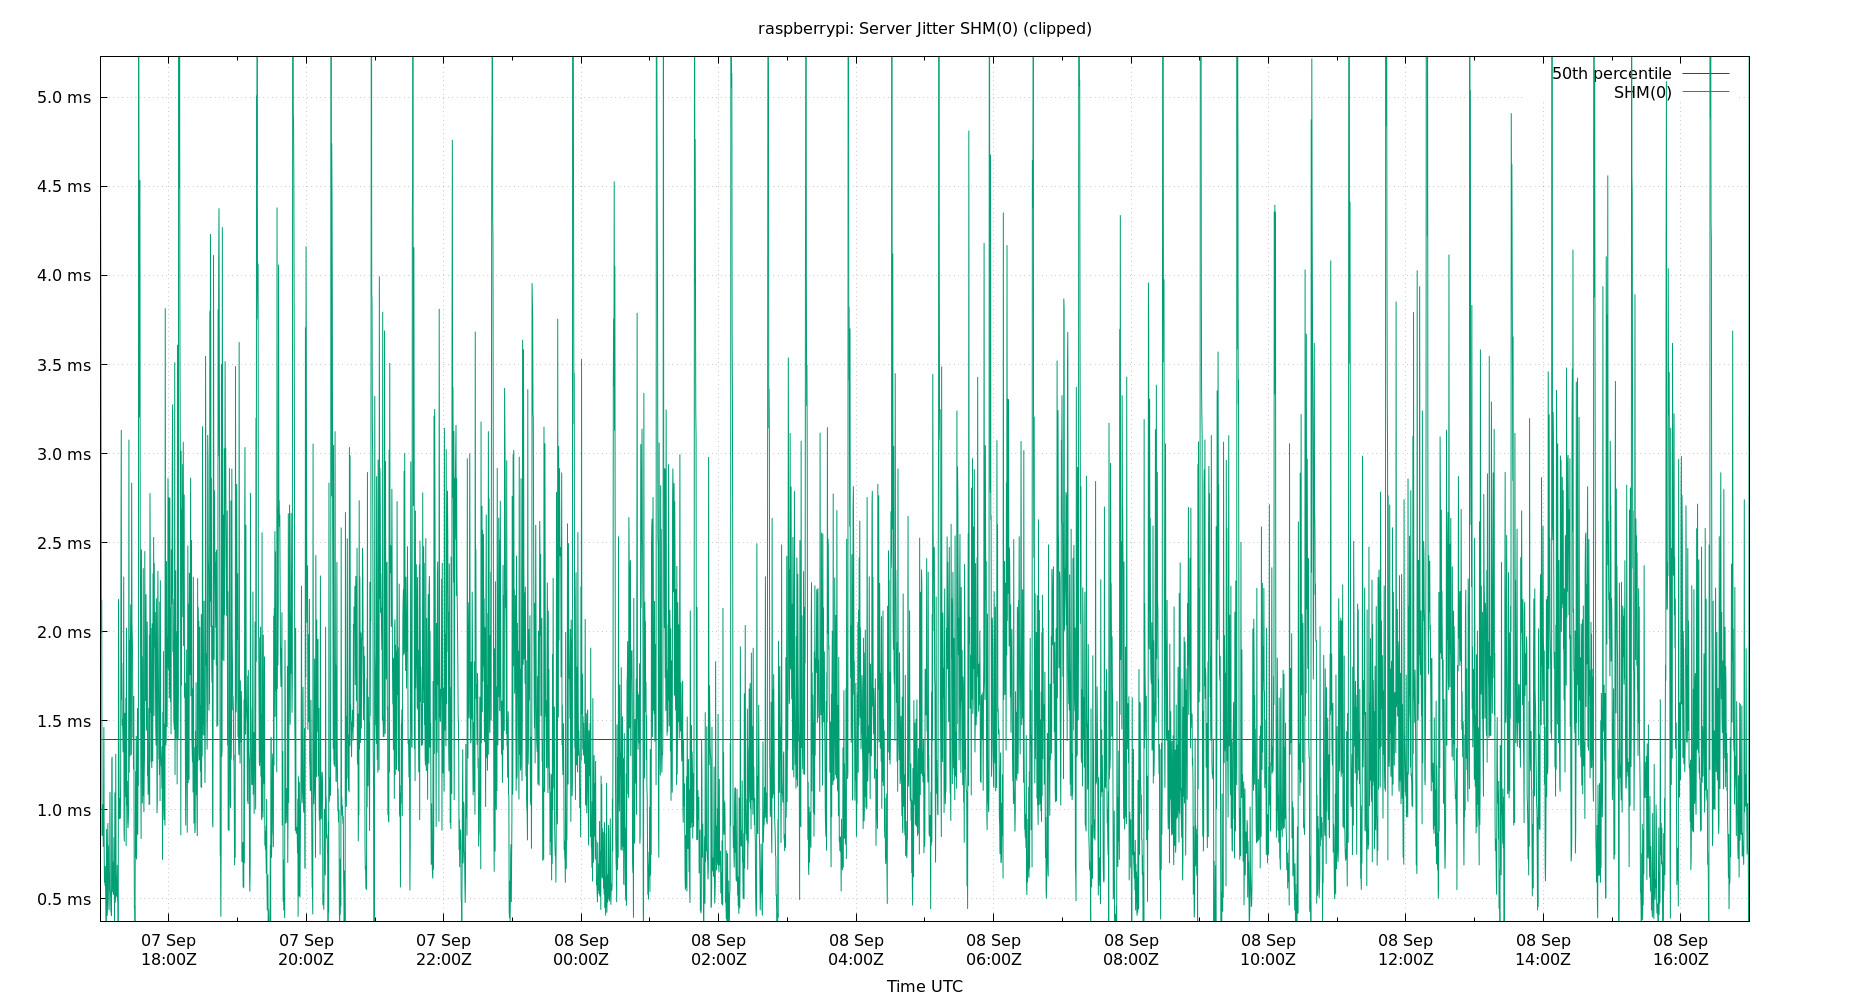 raspberrypi: Server Jitter SHM(0) (clipped)
50th percentile
SHM(0)
5.0 ms
4.5 ms
4.0 ms
3.5 ms
3.0 ms
2.5 ms
2.0 ms
1.5 ms
1.0 ms
0.5 ms
07 Sep 07 Sep 07 Sep 08 Sep 08 Sep 08 Sep 08 Sep 08 Sep 08 Sep 08 Sep 08 Sep 08 Sep
18:00Z 20:00Z 22:00Z 00:00Z 02:00Z 04:00Z 06:00Z 08:00Z 10:00Z 12:00Z 14:00Z 16:00Z
Time UTC